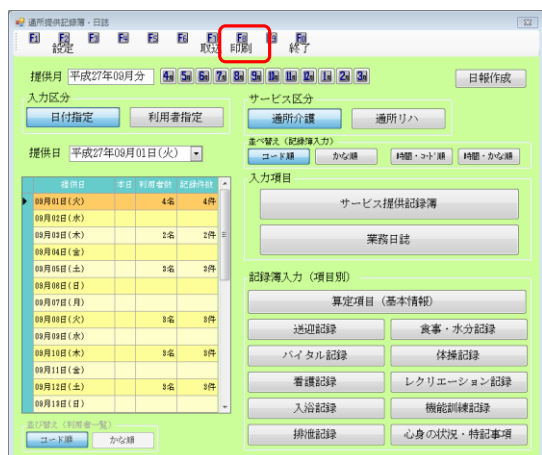 通所提供記録簿・日誌
F1 F2 F3 F4 F5 F6 F7 F8 F9
設定 取込 印刷 終了
提供月 平成27年09月分 4月 5月 6月 7月 8月 9月 10月 11月 12月 1月 2月 3月 日報作成
入力区分
日付指定 利用者指定
サービス区分
通所介護 通所リハ
提供日 平成27年09月01日(火)
並べ替え（記録簿入力）
コード順 かな順 時間・コード順 時間・かな順
提供日 本日 利用者数 記録件数
09月01日(火) 4名 4件
09月02日(水)
09月03日(木) 2名 2件
09月04日(金)
09月05日(土) 3名 3件
09月06日(日)
09月07日(月)
09月08日(火) 3名 3件
09月09日(水)
09月10日(木) 3名 3件
09月11日(金)
09月12日(土) 3名 3件
09月13日(日)
並び替え（利用者一覧）
コード順 かな順
入力項目
サービス提供記録簿
業務日誌
記録簿入力（項目別）
算定項目（基本情報）
送迎記録 食事・水分記録
バイタル記録 体操記録
看護記録 レクリエーション記録
入浴記録 機能訓練記録
排泄記録 心身の状況・特記事項